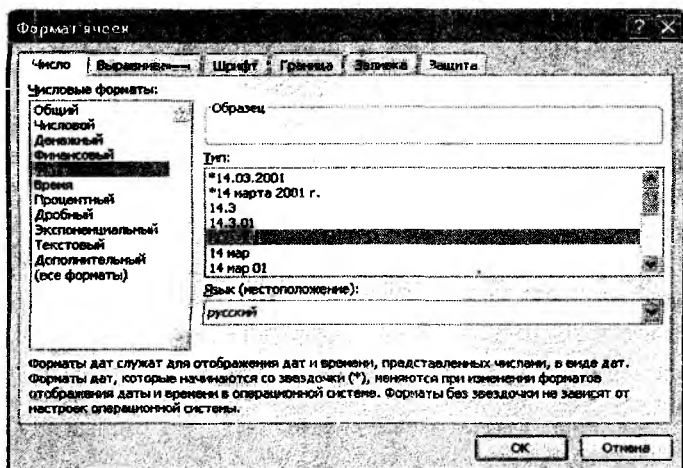 Формат ячеек
Число Выравнивание Шрифт Граница Заливка Защита
Числовые форматы:
Общий
Числовой
Денежный
Финансовый
Время
Процентный
Дробный
Экспоненциальный
Текстовый
Дополнительный
(все форматы)
Образец
Тип:
*14.03.2001
*14 марта 2001 г.
14.3
14.3.01
14 мар
14 мар 01
Язык (местоположение):
русский
Форматы дат служат для отображения дат и времени, представленных числами, в виде дат.
Форматы дат, которые начинаются со звездочки (*), меняются при изменении форматов
отображения даты и времени в операционной системе. Форматы без звездочки не зависят от
настроек операционной системы.
ОК Отмена